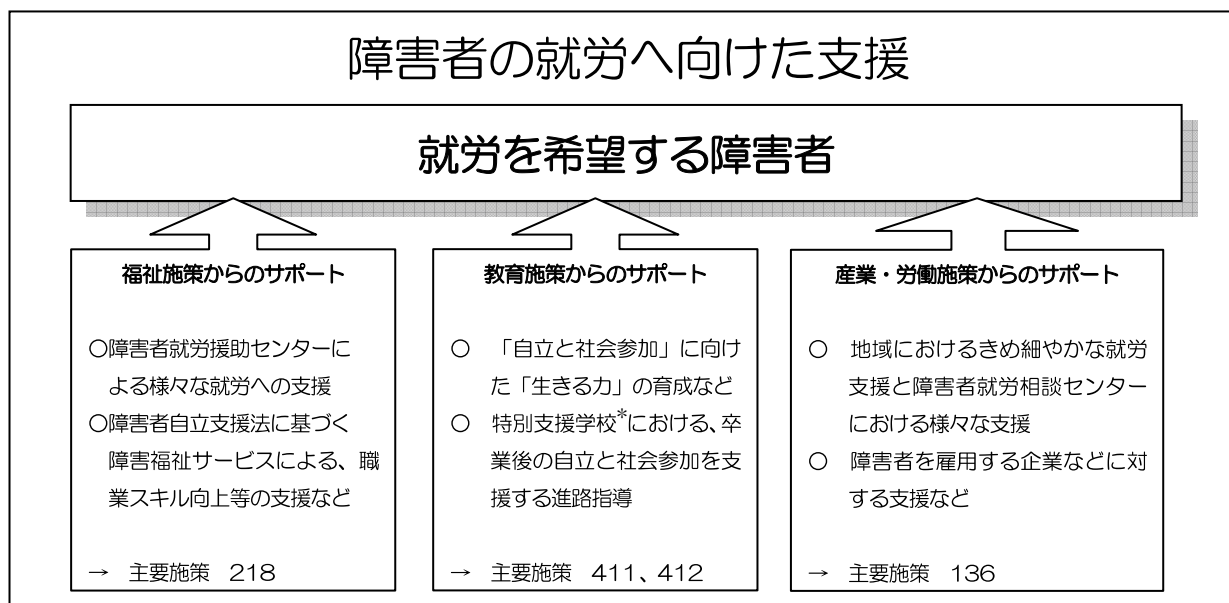 障害者の就労へ向けた支援
就労を希望する障害者
福祉施策からのサポート
○障害者就労援助センターに
よる様々な就労への支援
○障害者自立支援法に基づく
障害福祉サービスによる、職
業スキル向上等の支援など
→ 主要施策 218
教育施策からのサポート
○ 「自立と社会参加」に向け
た「生きる力」の育成など
○ 特別支援学校*における、卒
業後の自立と社会参加を支
援する進路指導
→ 主要施策 411、412
産業・労働施策からのサポート
○ 地域におけるきめ細やかな就労
支援と障害者就労相談センター
における様々な支援
○ 障害者を雇用する企業などに対
する支援など
→ 主要施策 136